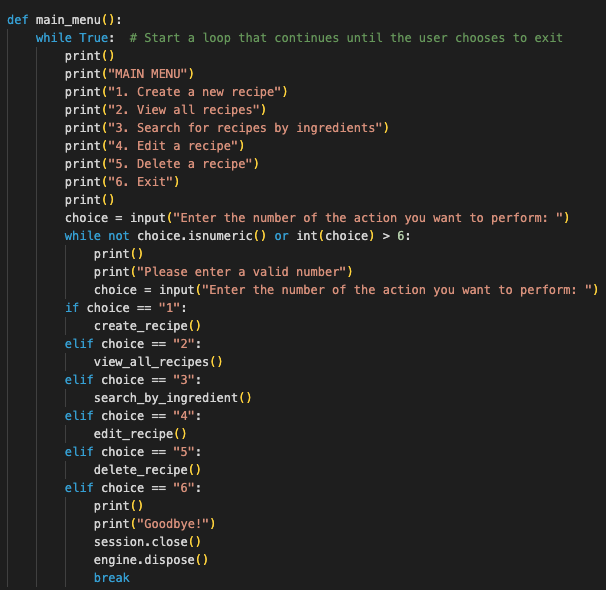 def main_menu():
    while True:  # Start a loop that continues until the user chooses to exit
        print()
        print("MAIN MENU")
        print("1. Create a new recipe")
        print("2. View all recipes")
        print("3. Search for recipes by ingredients")
        print("4. Edit a recipe")
        print("5. Delete a recipe")
        print("6. Exit")
        print()
        choice = input("Enter the number of the action you want to perform: ")
        while not choice.isnumeric() or int(choice) > 6:
            print()
            print("Please enter a valid number")
            choice = input("Enter the number of the action you want to perform: ")
        if choice == "1":
            create_recipe()
        elif choice == "2":
            view_all_recipes()
        elif choice == "3":
            search_by_ingredient()
        elif choice == "4":
            edit_recipe()
        elif choice == "5":
            delete_recipe()
        elif choice == "6":
            print()
            print("Goodbye!")
            session.close()
            engine.dispose()
            break